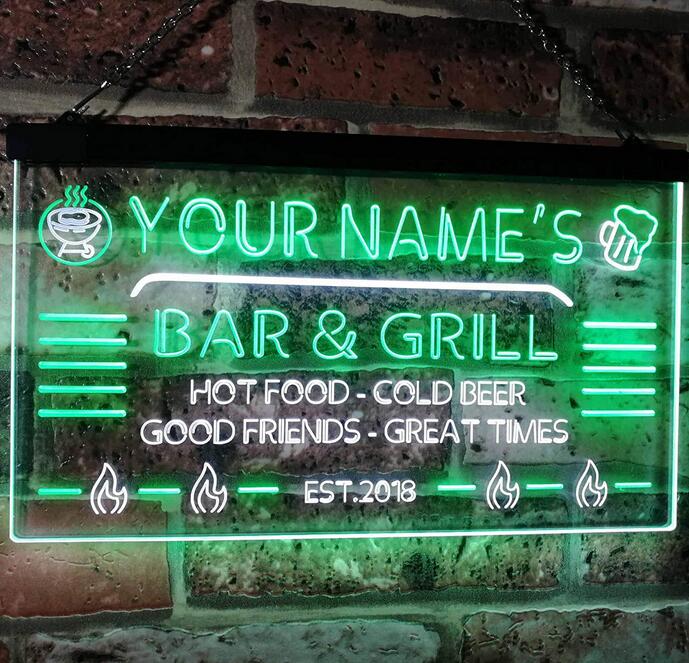 YOUR NAME'S
BAR & GRILL
HOT FOOD - COLD BEER
GOOD FRIENDS - GREAT TIMES
EST.2018